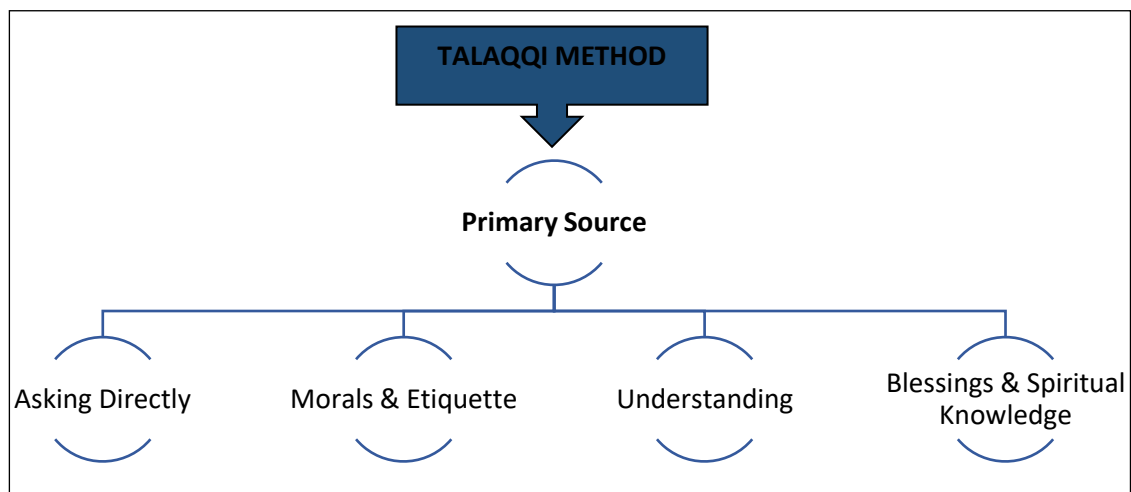 TALAQQI METHOD
Primary Source
Asking Directly
Morals & Etiquette
Understanding
Blessings & Spiritual
Knowledge